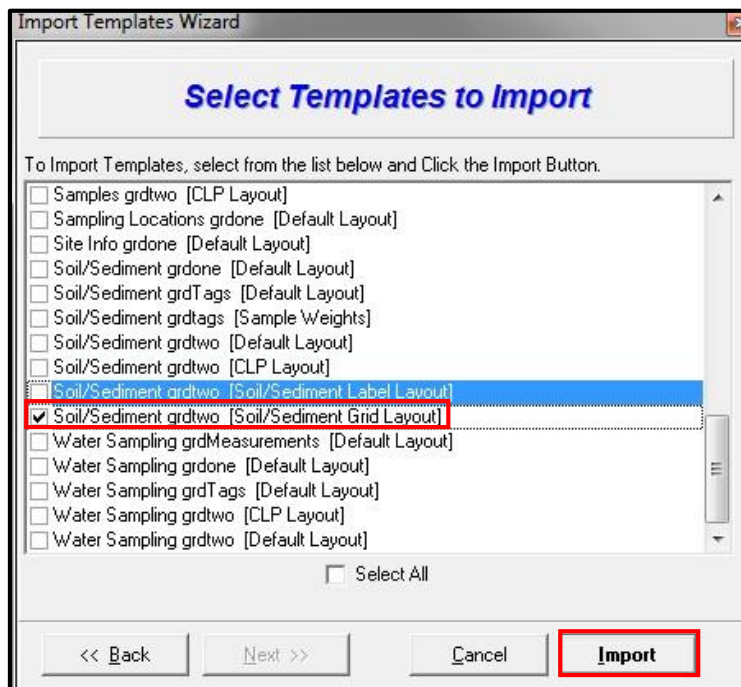 Import Templates Wizard
Select Templates to Import
To Import Templates, select from the list below and Click the Import Button.
Samples grdtwo [CLP Layout]
Sampling Locations grdone [Default Layout]
Site Info grdone [Default Layout]
Soil/Sediment grdone [Default Layout]
Soil/Sediment grdTags [Default Layout]
Soil/Sediment grdtags [Sample Weights]
Soil/Sediment grdtwo [Default Layout]
Soil/Sediment grdtwo [CLP Layout]
Soil/Sediment grdtwo [Soil/Sediment Label Layout]
Soil/Sediment grdtwo [Soil/Sediment Grid Layout]
Water Sampling grdMeasurements [Default Layout]
Water Sampling grdone [Default Layout]
Water Sampling grdTags [Default Layout]
Water Sampling grdtwo [CLP Layout]
Water Sampling grdtwo [Default Layout]
Select All
<< Back Next >> Cancel Import